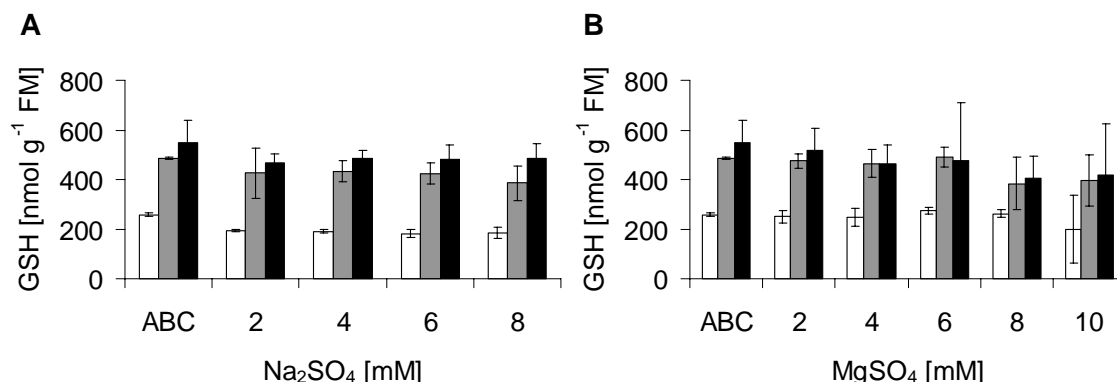 A
GSH [nmol g⁻¹ FM]
800
600
400
200
0
ABC 2 4 6 8
Na₂SO₄ [mM]
B
GSH [nmol g⁻¹ FM]
800
600
400
200
0
ABC 2 4 6 8 10
MgSO₄ [mM]